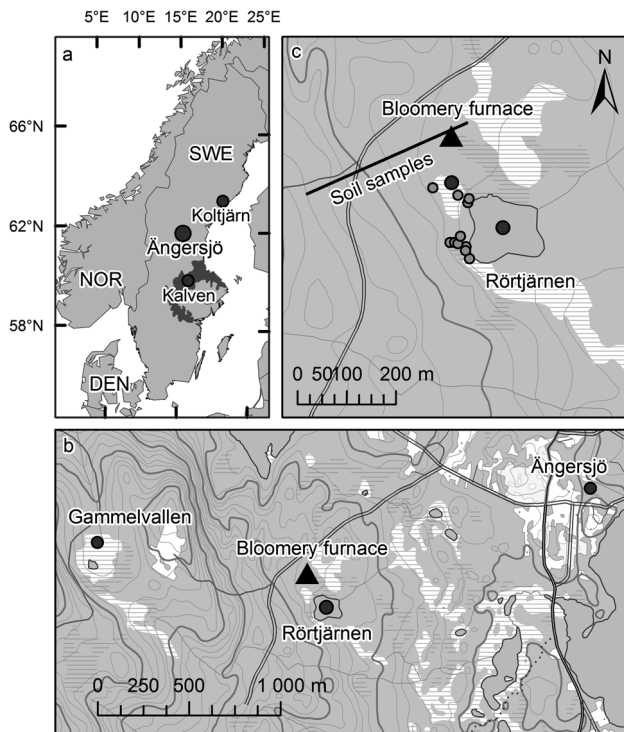 5°E 10°E 15°E 20°E 25°E
a
66°N
SWE
Koltjärn
62°N
Ängersjö
NOR
Kalven
58°N
DEN
c
N
Bloomery furnace
Soil samples
Rörtjärnen
0 50100 200 m
b
Ängersjö
Gammelvallen
Bloomery furnace
Rörtjärnen
0 250 500 1 000 m